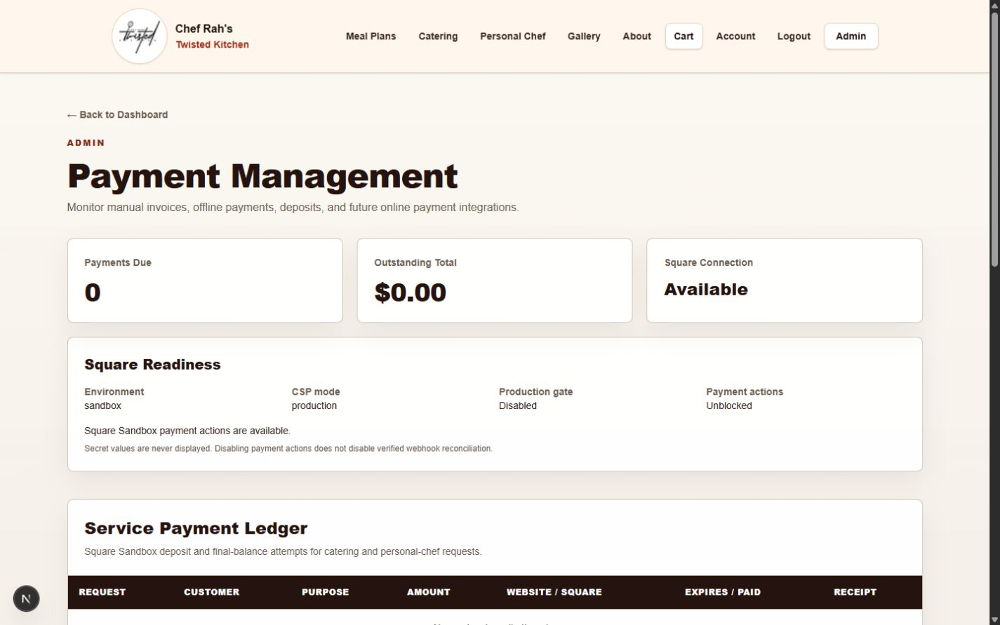 twisted
Chef Rah's
Twisted Kitchen
Meal Plans
Catering
Personal Chef
Gallery
About
Cart
Account
Logout
Admin
← Back to Dashboard
ADMIN
Payment Management
Monitor manual invoices, offline payments, deposits, and future online payment integrations.
Payments Due
0
Outstanding Total
$0.00
Square Connection
Available
Square Readiness
Environment
sandbox
CSP mode
production
Production gate
Disabled
Payment actions
Unblocked
Square Sandbox payment actions are available.
Secret values are never displayed. Disabling payment actions does not disable verified webhook reconciliation.
Service Payment Ledger
Square Sandbox deposit and final-balance attempts for catering and personal-chef requests.
REQUEST
CUSTOMER
PURPOSE
AMOUNT
WEBSITE / SQUARE
EXPIRES / PAID
RECEIPT
N